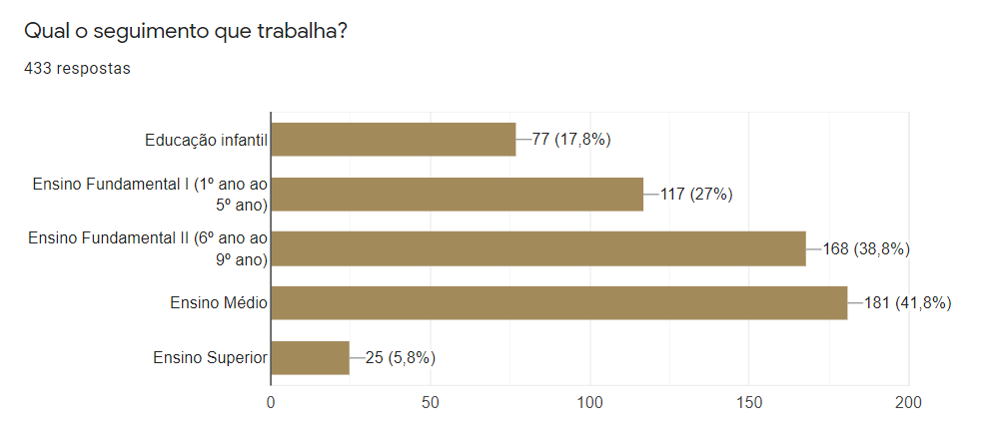 Qual o seguimento que trabalha?
433 respostas
Educação infantil
77 (17,8%)
Ensino Fundamental I (1º ano ao
5º ano)
117 (27%)
Ensino Fundamental II (6º ano ao
9º ano)
168 (38,8%)
Ensino Médio
181 (41,8%)
Ensino Superior
25 (5,8%)
0 50 100 150 200